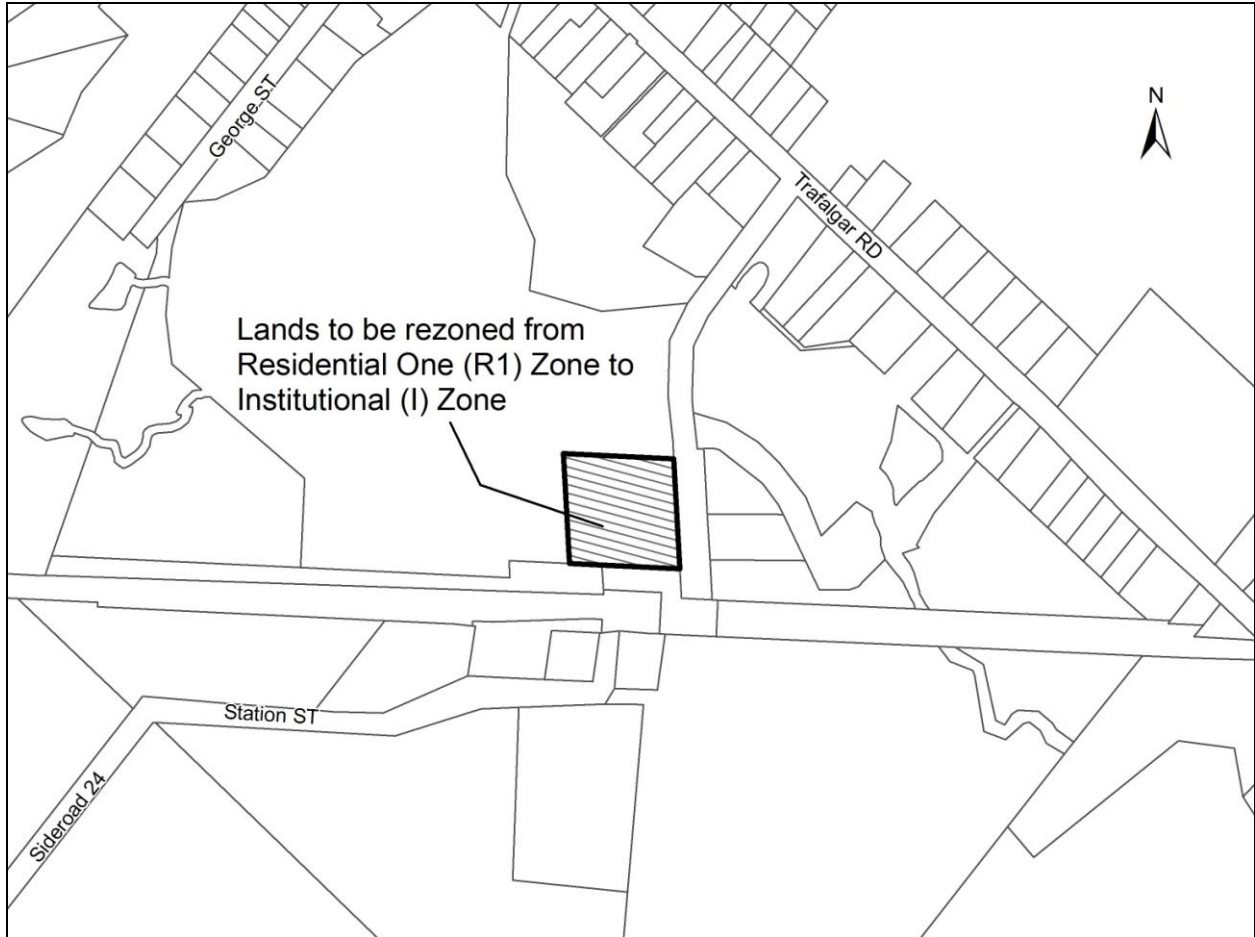 George ST
N
Trafalgar RD
Lands to be rezoned from
Residential One (R1) Zone to
Institutional (I) Zone
Station ST
Sideroad 24